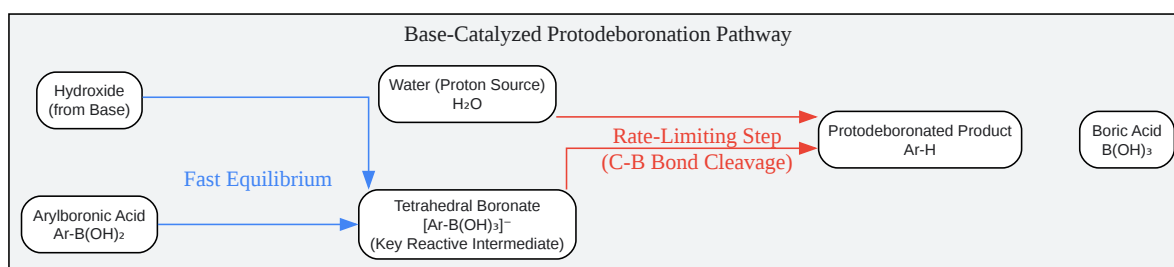 Base-Catalyzed Protodeboronation Pathway
Hydroxide
(from Base)
Water (Proton Source)
H₂O
Rate-Limiting Step
(C-B Bond Cleavage)
Protodeboronated Product
Ar-H
Boric Acid
B(OH)₃
Fast Equilibrium
Arylboronic Acid
Ar-B(OH)₂
Tetrahedral Boronate
[Ar-B(OH)₃]⁻
(Key Reactive Intermediate)